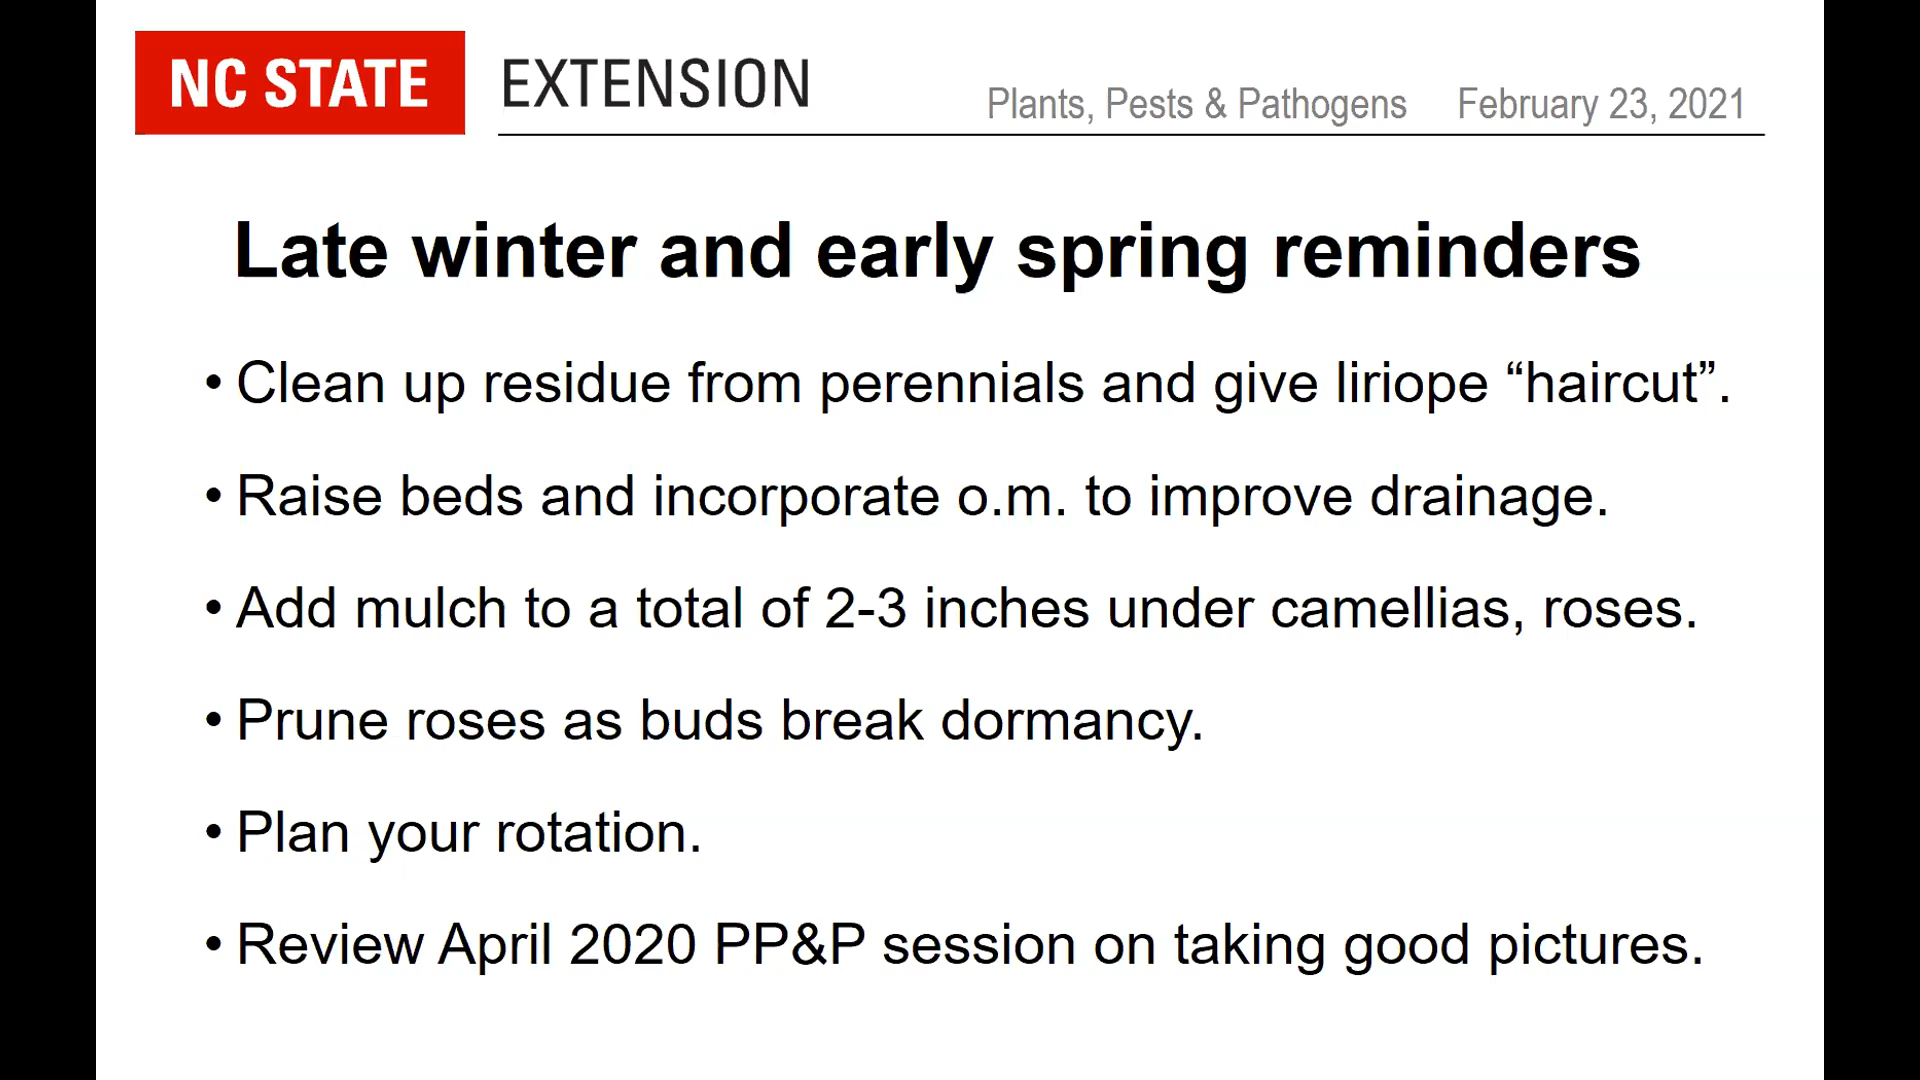 NC STATE EXTENSION Plants, Pests & Pathogens February 23, 2021
Late winter and early spring reminders
• Clean up residue from perennials and give liriope “haircut”.
• Raise beds and incorporate o.m. to improve drainage.
• Add mulch to a total of 2-3 inches under camellias, roses.
• Prune roses as buds break dormancy.
• Plan your rotation.
• Review April 2020 PP&P session on taking good pictures.